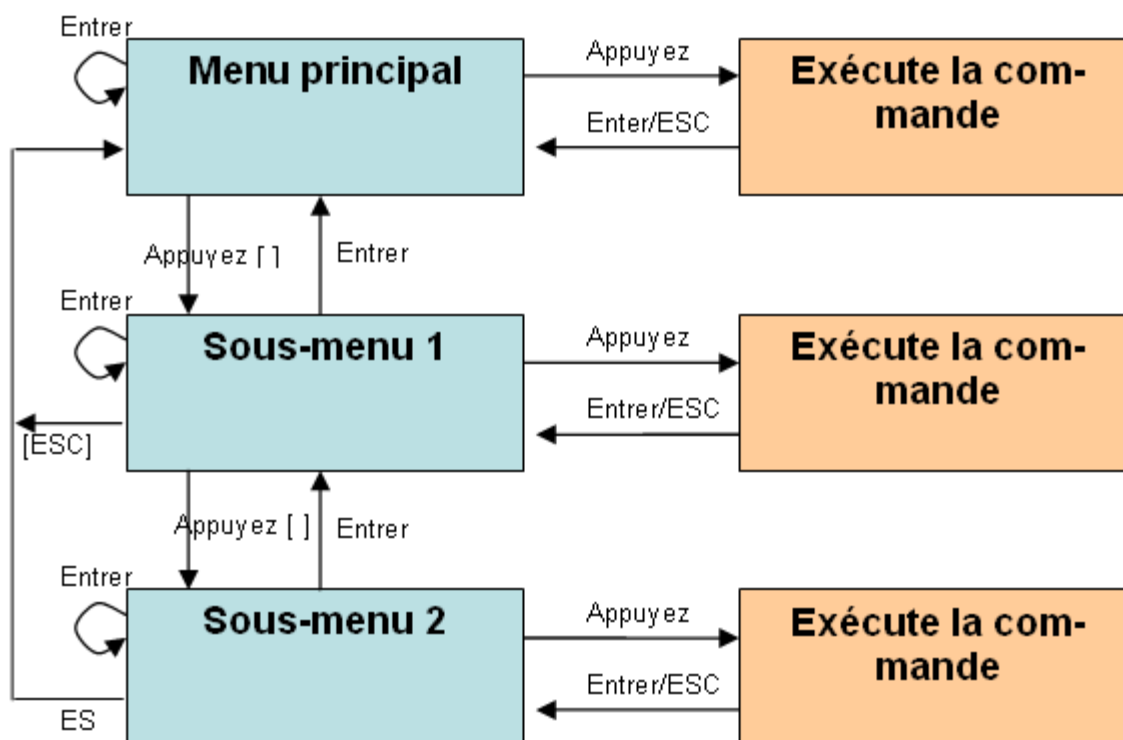 Entrer
Menu principal
Appuyez
Exécute la com-
mande
Enter/ESC
Appuyez [ ]
Entrer
Entrer
Sous-menu 1
Appuyez
Exécute la com-
mande
Entrer/ESC
[ESC]
Appuyez [ ]
Entrer
Entrer
Sous-menu 2
Appuyez
Exécute la com-
mande
Entrer/ESC
ES